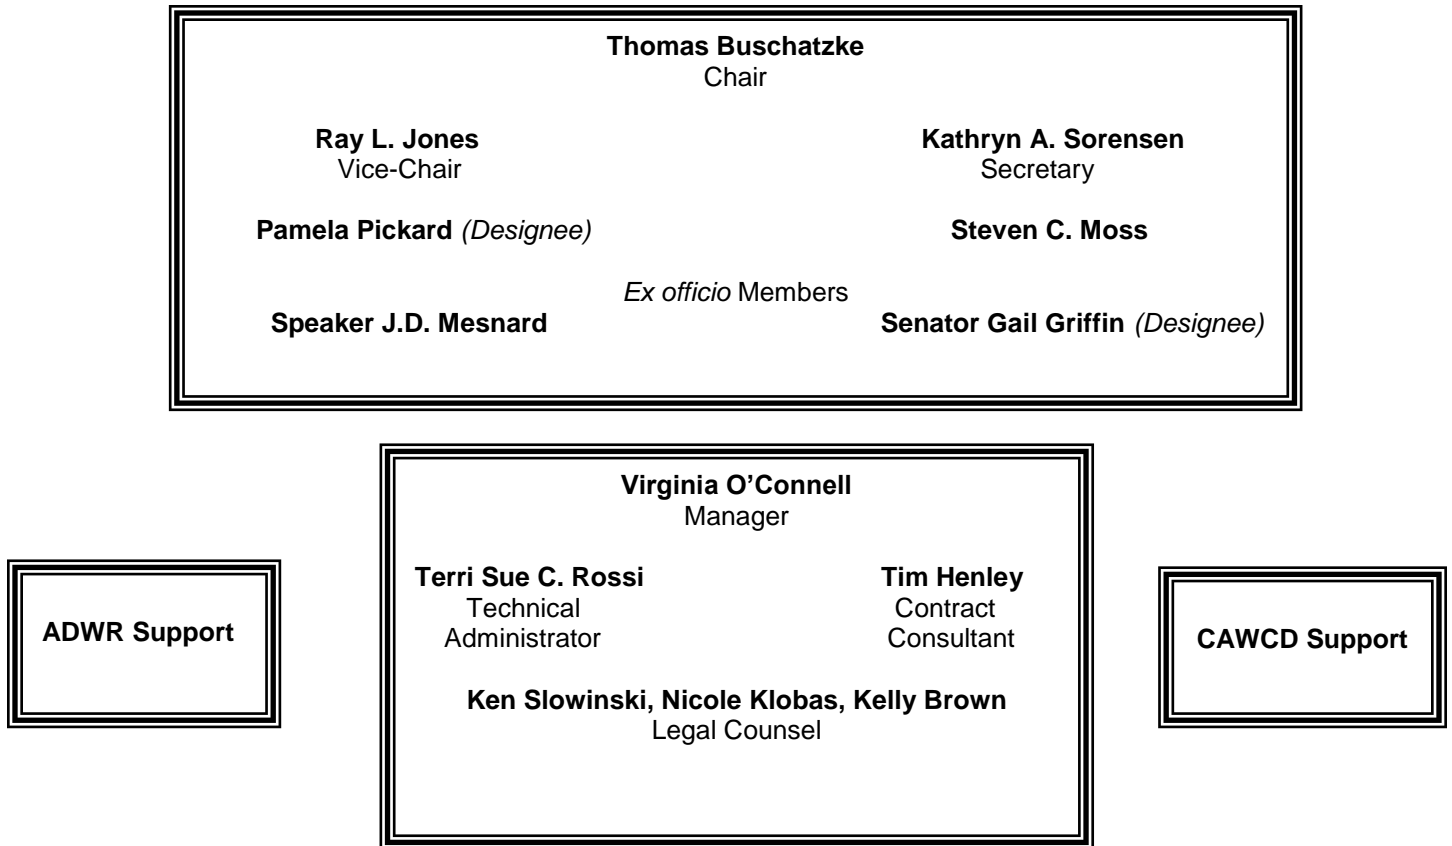 Thomas Buschatzke
Chair
Ray L. Jones Kathryn A. Sorensen
Vice-Chair Secretary
Pamela Pickard (Designee) Steven C. Moss
Ex officio Members
Speaker J.D. Mesnard Senator Gail Griffin (Designee)
Virginia O’Connell
Manager
Terri Sue C. Rossi Tim Henley
Technical Contract
Administrator Consultant
Ken Slowinski, Nicole Klobas, Kelly Brown
Legal Counsel
ADWR Support
CAWCD Support